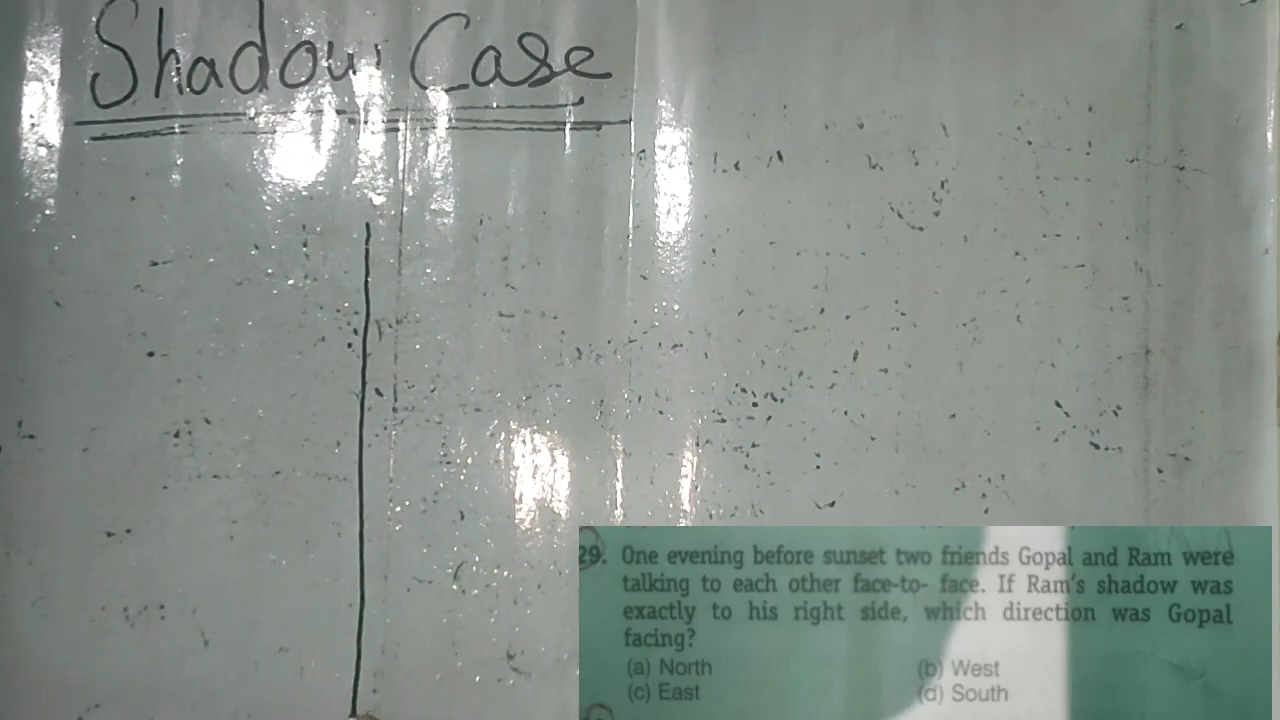 Shadow Case
29. One evening before sunset two friends Gopal and Ram were
talking to each other face-to- face. If Ram's shadow was
exactly to his right side, which direction was Gopal
facing?
(a) North (b) West
(c) East (d) South